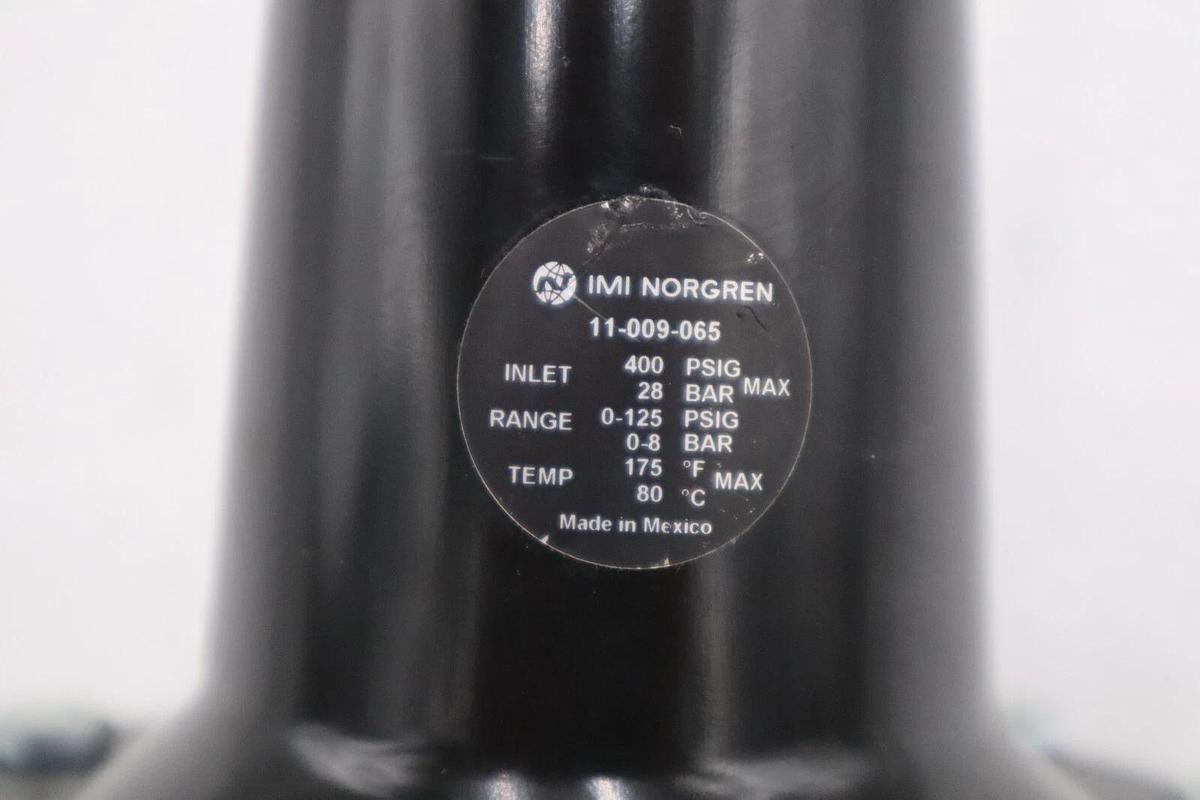 IMI NORGREN
11-009-065
INLET 400 PSIG MAX
28 BAR
RANGE 0-125 PSIG
0-8 BAR
TEMP 175 °F MAX
80 °C
Made in Mexico